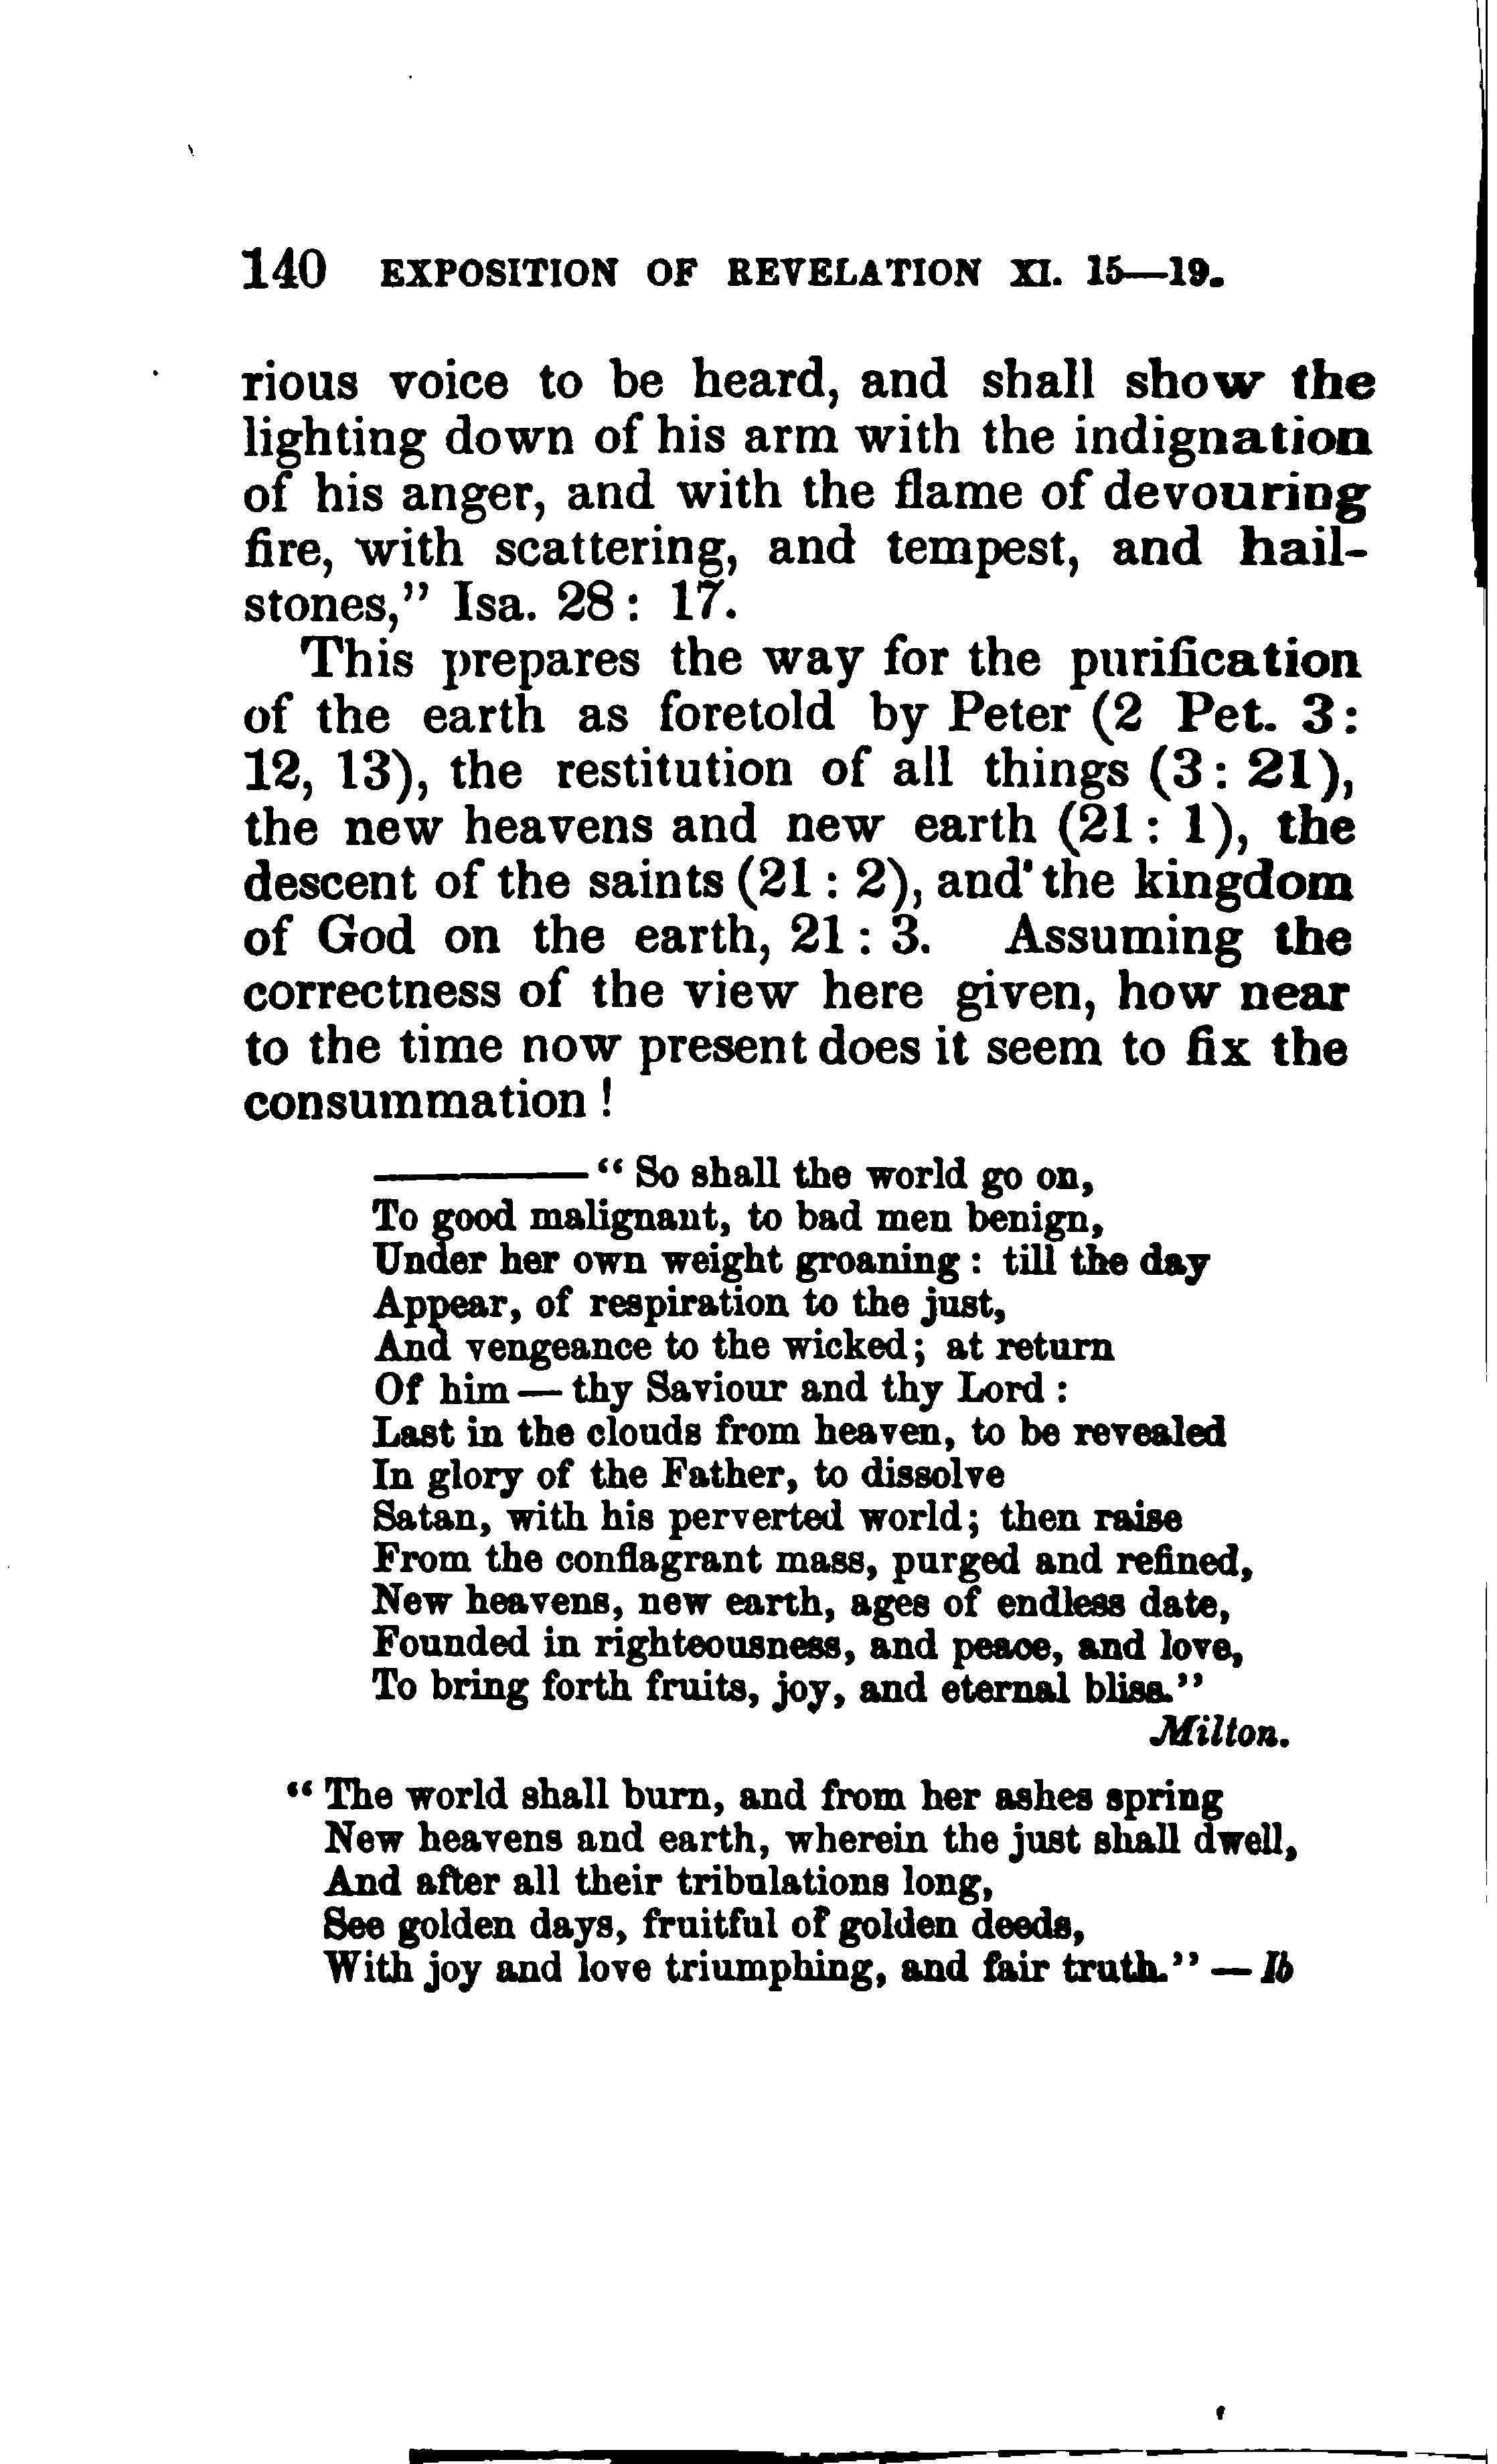 140 EXPOSITION OF REVELATION XI. 15—19.
rious voice to be heard, and shall show the
lighting down of his arm with the indignation
of his anger, and with the flame of devouring
fire, with scattering, and tempest, and hail-
stones,” Isa. 28: 17.
This prepares the way for the purification
of the earth as foretold by Peter (2 Pet. 3:
12, 13), the restitution of all things (3: 21),
the new heavens and new earth (21: 1), the
descent of the saints (21 : 2), and the kingdom
of God on the earth, 21 : 3. Assuming the
correctness of the view here given, how near
to the time now present does it seem to fix the
consummation !
———“ So shall the world go on,
To good malignant, to bad men benign,
Under her own weight groaning : till the day
Appear, of respiration to the just,
And vengeance to the wicked; at return
Of him — thy Saviour and thy Lord :
Last in the clouds from heaven, to be revealed
In glory of the Father, to dissolve
Satan, with his perverted world; then raise
From the conflagrant mass, purged and refined,
New heavens, new earth, ages of endless date,
Founded in righteousness, and peace, and love,
To bring forth fruits, joy, and eternal bliss.”
Milton.
“ The world shall burn, and from her ashes spring
New heavens and earth, wherein the just shall dwell,
And after all their tribulations long,
See golden days, fruitful of golden deeds,
With joy and love triumphing, and fair truth.” — Ib